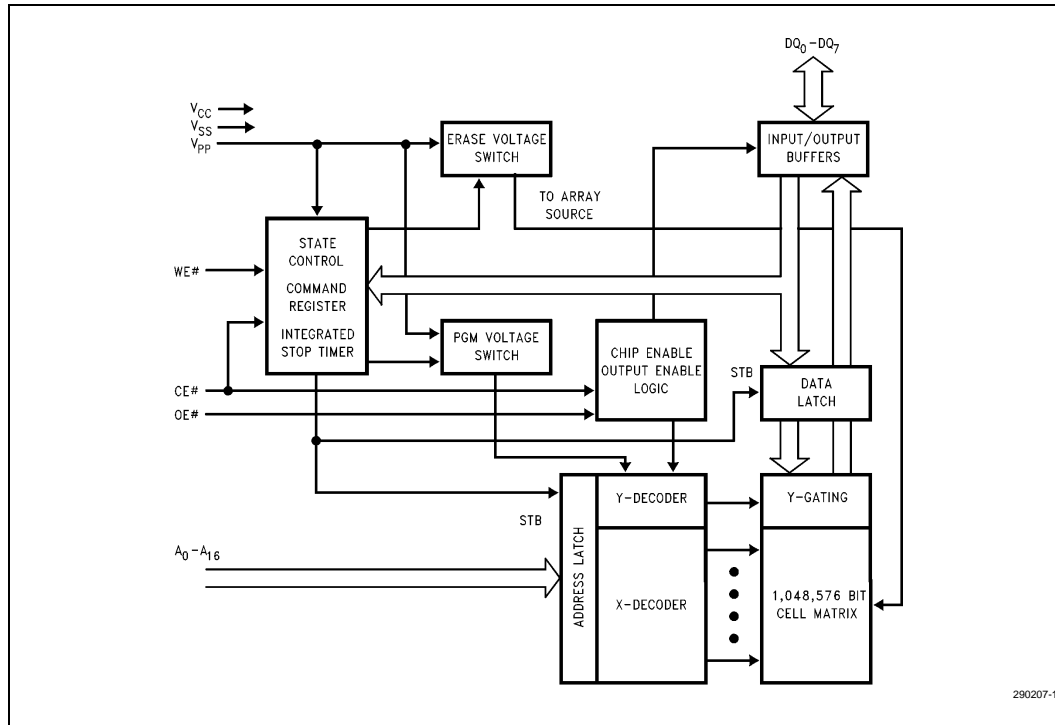 DQ0–DQ7
VCC
VSS
VPP
ERASE VOLTAGE
SWITCH
INPUT/OUTPUT
BUFFERS
TO ARRAY
SOURCE
STATE
CONTROL
COMMAND
REGISTER
INTEGRATED
STOP TIMER
WE#
PGM VOLTAGE
SWITCH
CHIP ENABLE
OUTPUT ENABLE
LOGIC
STB
DATA
LATCH
CE#
OE#
STB
ADDRESS LATCH
Y-DECODER
Y-GATING
A0–A16
X-DECODER
1,048,576 BIT
CELL MATRIX
290207-1